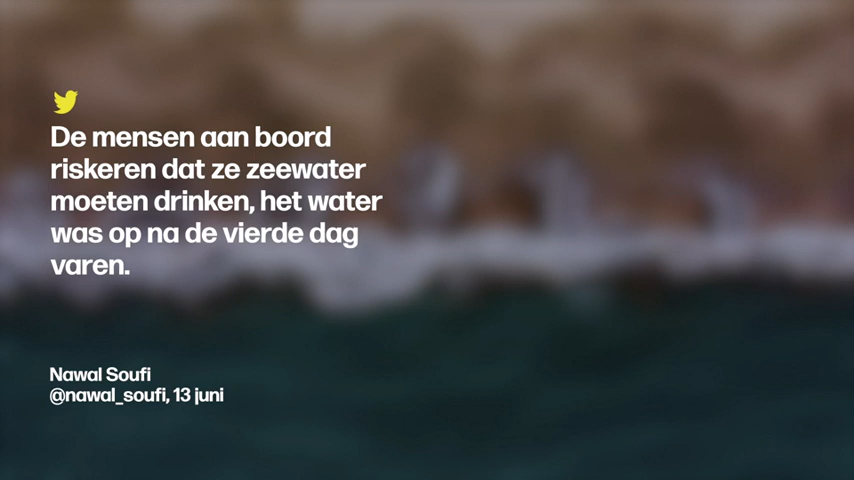 De mensen aan boord
riskeren dat ze zeewater
moeten drinken, het water
was op na de vierde dag
varen.
Nawal Soufi
@nawal_soufi, 13 juni